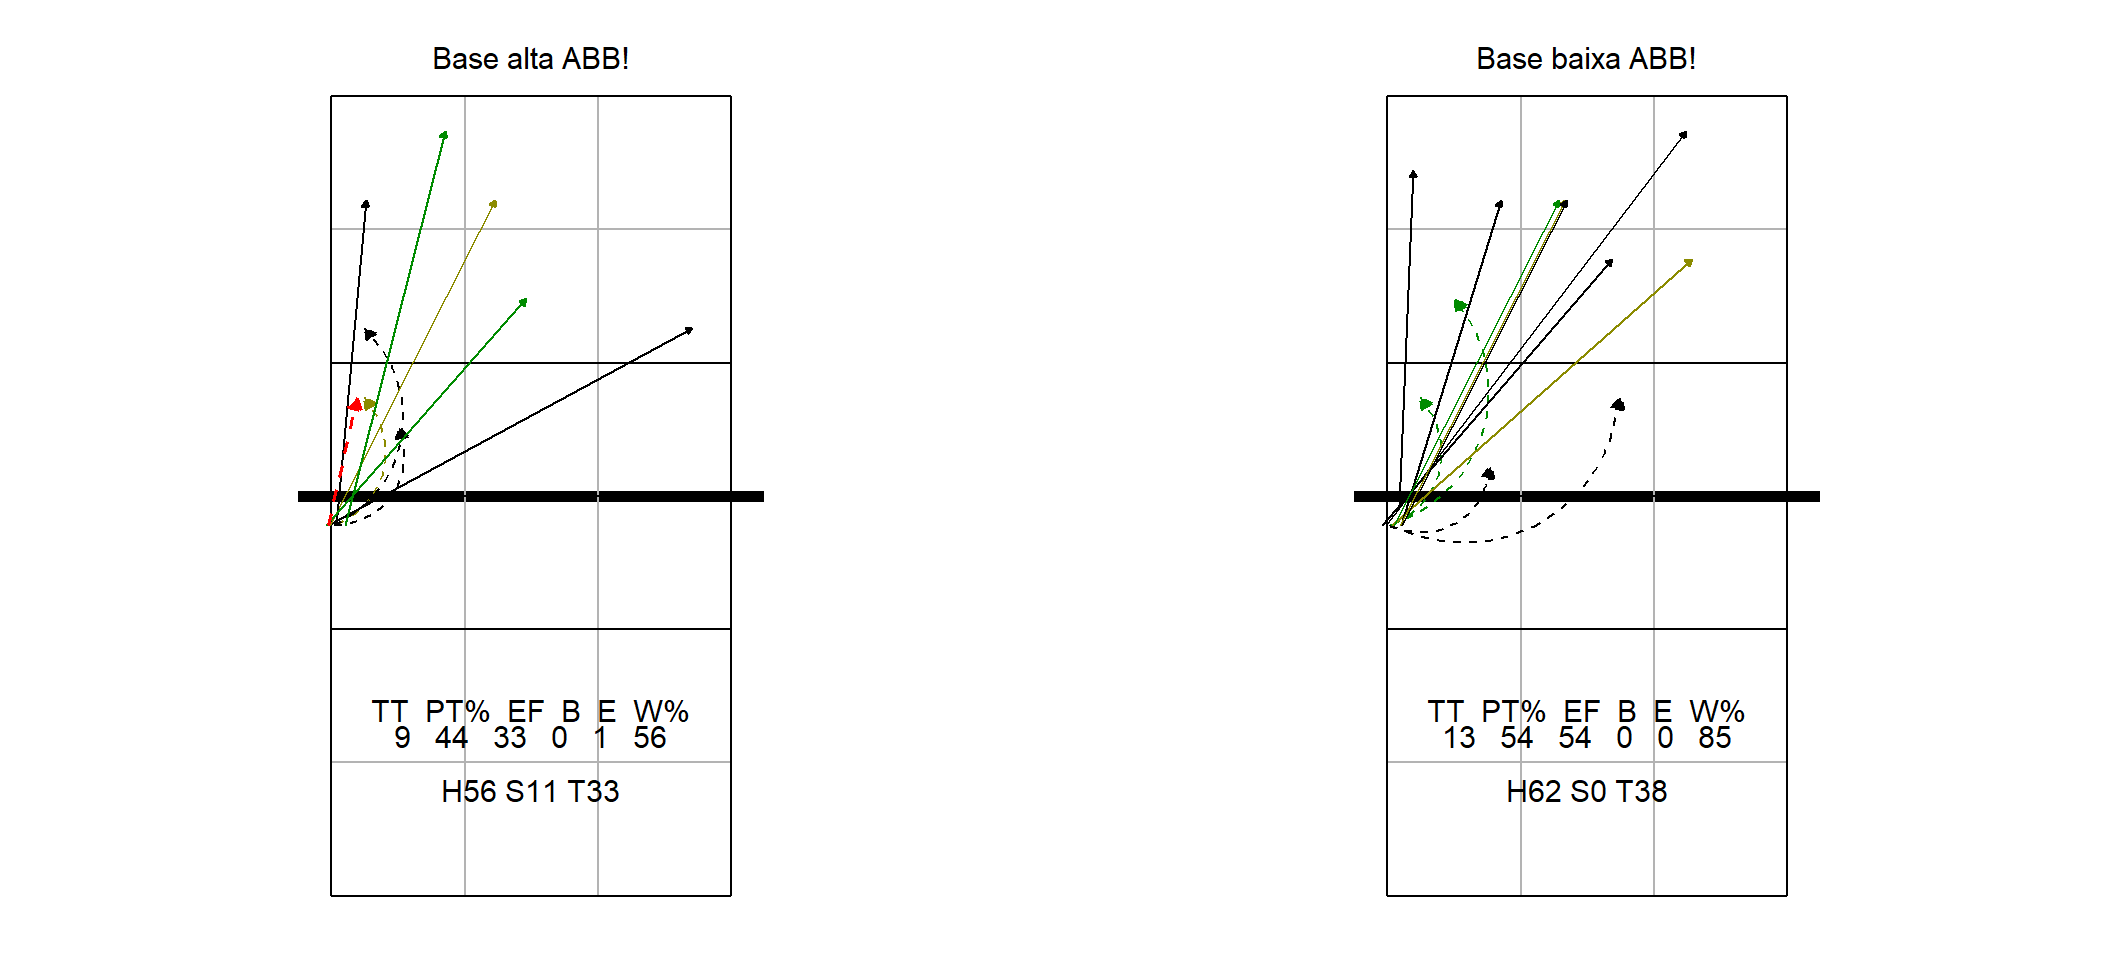 Base alta ABB!
TT PT% EF B E W%
9 44 33 0 1 56
H56 S11 T33
Base baixa ABB!
TT PT% EF B E W%
13 54 54 0 0 85
H62 S0 T38